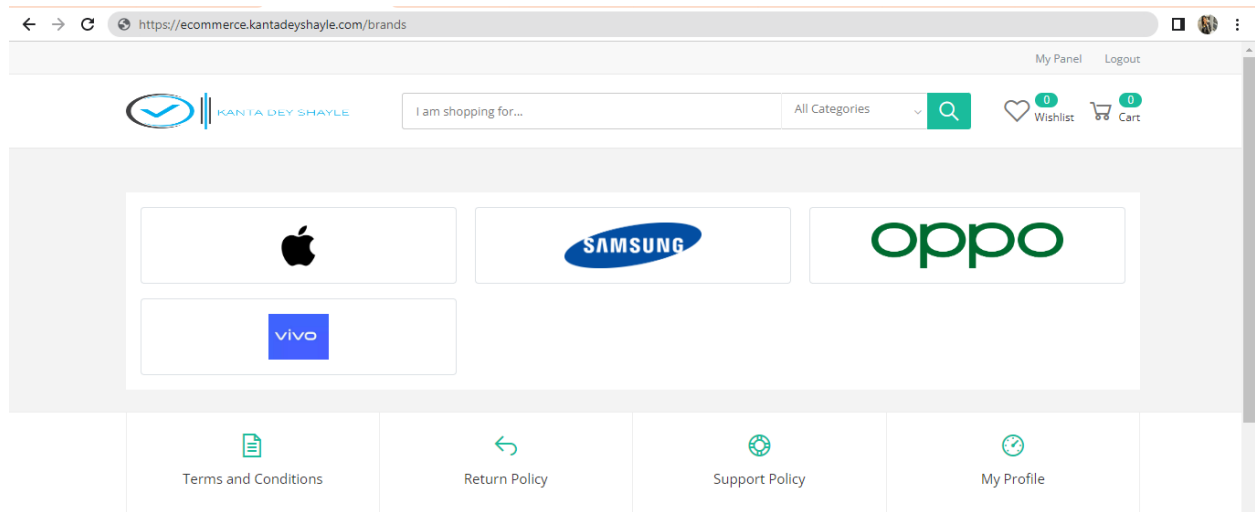 https://ecommerce.kantadeyshayle.com/brands
My Panel Logout
KANTA DEY SHAYLE
I am shopping for...
All Categories
0
Wishlist
0
Cart
SAMSUNG
oppo
vivo
Terms and Conditions
Return Policy
Support Policy
My Profile